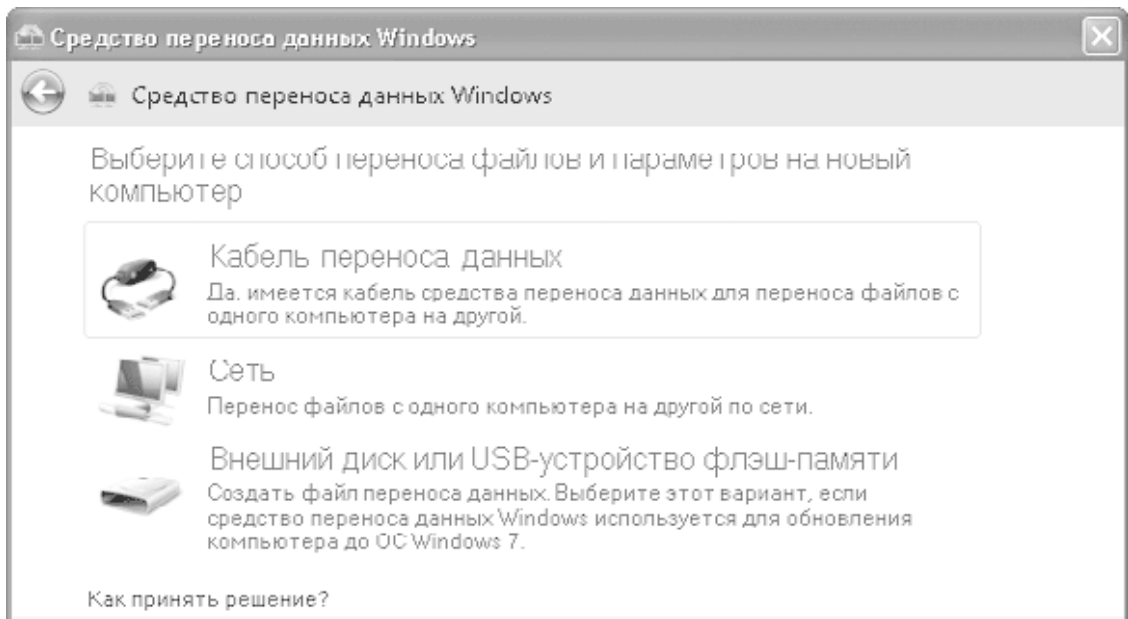 Средство переноса данных Windows
Средство переноса данных Windows
Выберите способ переноса файлов и параметров на новый
компьютер
Кабель переноса данных
Да, имеется кабель средства переноса данных для переноса файлов с
одного компьютера на другой.
Сеть
Перенос файлов с одного компьютера на другой по сети.
Внешний диск или USB-устройство флэш-памяти
Создать файл переноса данных. Выберите этот вариант, если
средство переноса данных Windows используется для обновления
компьютера до ОС Windows 7.
Как принять решение?